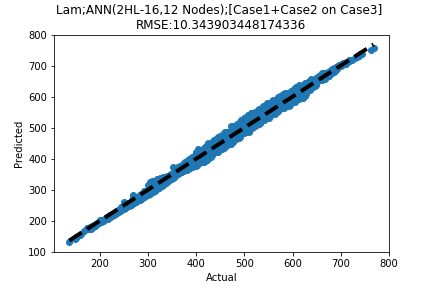 Lam;ANN(2HL-16,12 Nodes);[Case1+Case2 on Case3]
RMSE:10.343903448174336
800
700
600
500
400
300
200
100
Predicted
200 300 400 500 600 700 800
Actual